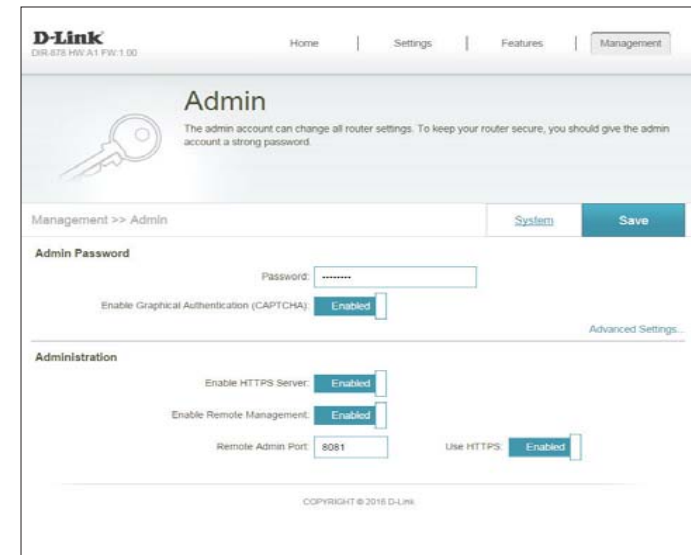 D-Link
DIR-878 HW:A1 FW:1.00
Home | Settings | Features | Management
Admin
The admin account can change all router settings. To keep your router secure, you should give the admin
account a strong password.
Management >> Admin
System
Save
Admin Password
Password:
Enable Graphical Authentication (CAPTCHA): Enabled
Advanced Settings...
Administration
Enable HTTPS Server: Enabled
Enable Remote Management: Enabled
Remote Admin Port: 8081 Use HTTPS: Enabled
COPYRIGHT © 2016 D-Link